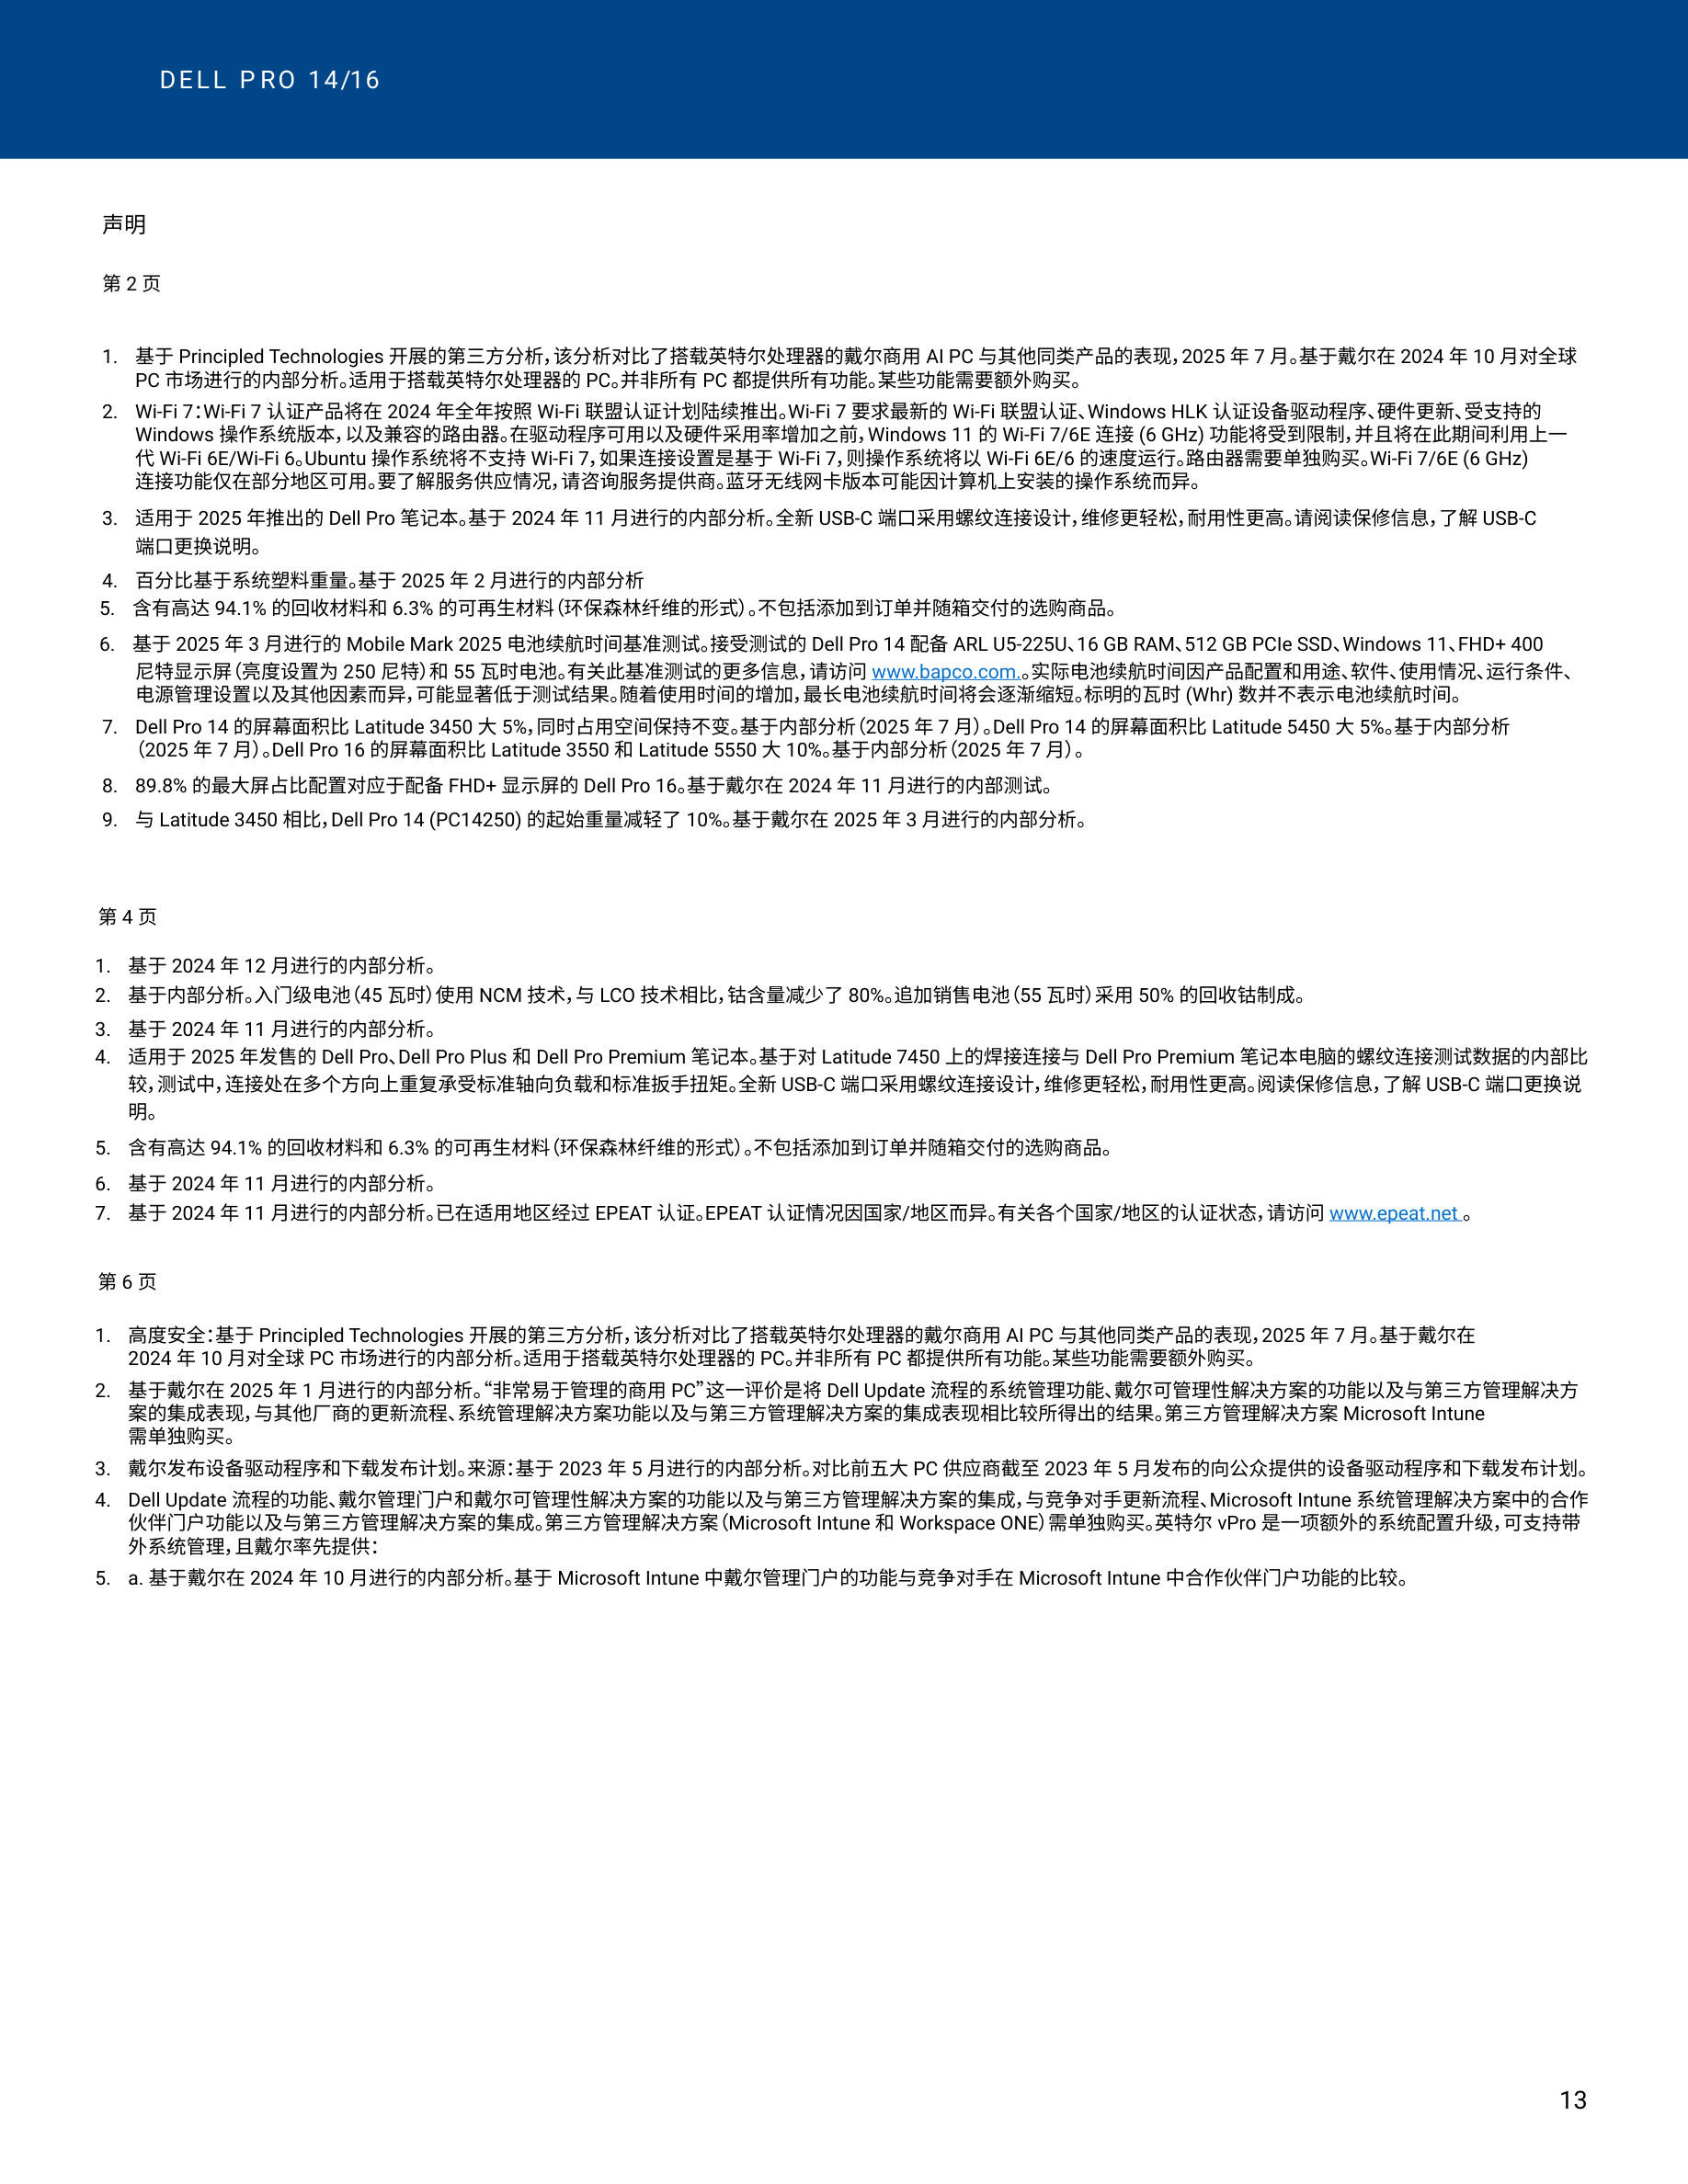 DELL PRO 14/16
声明
第 2 页
1. 基于 Principled Technologies 开展的第三方分析，该分析对比了搭载英特尔处理器的戴尔商用 AI PC 与其他同类产品的表现，2025 年 7 月。基于戴尔在 2024 年 10 月对全球
PC 市场进行的内部分析。适用于搭载英特尔处理器的 PC。并非所有 PC 都提供所有功能。某些功能需要额外购买。
2. Wi-Fi 7：Wi-Fi 7 认证产品将在 2024 年全年按照 Wi-Fi 联盟认证计划陆续推出。Wi-Fi 7 要求最新的 Wi-Fi 联盟认证、Windows HLK 认证设备驱动程序、硬件更新、受支持的
Windows 操作系统版本，以及兼容的路由器。在驱动程序可用以及硬件采用率增加之前，Windows 11 的 Wi-Fi 7/6E 连接 (6 GHz) 功能将受到限制，并且将在此期间利用上一
代 Wi-Fi 6E/Wi-Fi 6。Ubuntu 操作系统将不支持 Wi-Fi 7，如果连接设置是基于 Wi-Fi 7，则操作系统将以 Wi-Fi 6E/6 的速度运行。路由器需要单独购买。Wi-Fi 7/6E (6 GHz)
连接功能仅在部分地区可用。要了解服务供应情况，请咨询服务提供商。蓝牙无线网卡版本可能因计算机上安装的操作系统而异。
3. 适用于 2025 年推出的 Dell Pro 笔记本。基于 2024 年 11 月进行的内部分析。全新 USB-C 端口采用螺纹连接设计，维修更轻松，耐用性更高。请阅读保修信息，了解 USB-C
端口更换说明。
4. 百分比基于系统塑料重量。基于 2025 年 2 月进行的内部分析
5. 含有高达 94.1% 的回收材料和 6.3% 的可再生材料（环保森林纤维的形式）。不包括添加到订单并随箱交付的选购商品。
6. 基于 2025 年 3 月进行的 Mobile Mark 2025 电池续航时间基准测试。接受测试的 Dell Pro 14 配备 ARL U5-225U、16 GB RAM、512 GB PCIe SSD、Windows 11、FHD+ 400
尼特显示屏（亮度设置为 250 尼特）和 55 瓦时电池。有关此基准测试的更多信息，请访问 www.bapco.com.。实际电池续航时间因产品配置和用途、软件、使用情况、运行条件、
电源管理设置以及其他因素而异，可能显著低于测试结果。随着使用时间的增加，最长电池续航时间将会逐渐缩短。标明的瓦时 (Whr) 数并不表示电池续航时间。
7. Dell Pro 14 的屏幕面积比 Latitude 3450 大 5%，同时占用空间保持不变。基于内部分析（2025 年 7 月）。Dell Pro 14 的屏幕面积比 Latitude 5450 大 5%。基于内部分析
（2025 年 7 月）。Dell Pro 16 的屏幕面积比 Latitude 3550 和 Latitude 5550 大 10%。基于内部分析（2025 年 7 月）。
8. 89.8% 的最大屏占比配置对应于配备 FHD+ 显示屏的 Dell Pro 16。基于戴尔在 2024 年 11 月进行的内部测试。
9. 与 Latitude 3450 相比，Dell Pro 14 (PC14250) 的起始重量减轻了 10%。基于戴尔在 2025 年 3 月进行的内部分析。
第 4 页
1. 基于 2024 年 12 月进行的内部分析。
2. 基于内部分析。入门级电池（45 瓦时）使用 NCM 技术，与 LCO 技术相比，钴含量减少了 80%。追加销售电池（55 瓦时）采用 50% 的回收钴制成。
3. 基于 2024 年 11 月进行的内部分析。
4. 适用于 2025 年发售的 Dell Pro、Dell Pro Plus 和 Dell Pro Premium 笔记本。基于对 Latitude 7450 上的焊接连接与 Dell Pro Premium 笔记本电脑的螺纹连接测试数据的内部比
较，测试中，连接处在多个方向上重复承受标准轴向负载和标准扳手扭矩。全新 USB-C 端口采用螺纹连接设计，维修更轻松，耐用性更高。阅读保修信息，了解 USB-C 端口更换说
明。
5. 含有高达 94.1% 的回收材料和 6.3% 的可再生材料（环保森林纤维的形式）。不包括添加到订单并随箱交付的选购商品。
6. 基于 2024 年 11 月进行的内部分析。
7. 基于 2024 年 11 月进行的内部分析。已在适用地区经过 EPEAT 认证。EPEAT 认证情况因国家/地区而异。有关各个国家/地区的认证状态，请访问 www.epeat.net 。
第 6 页
1. 高度安全：基于 Principled Technologies 开展的第三方分析，该分析对比了搭载英特尔处理器的戴尔商用 AI PC 与其他同类产品的表现，2025 年 7 月。基于戴尔在
2024 年 10 月对全球 PC 市场进行的内部分析。适用于搭载英特尔处理器的 PC。并非所有 PC 都提供所有功能。某些功能需要额外购买。
2. 基于戴尔在 2025 年 1 月进行的内部分析。“非常易于管理的商用 PC”这一评价是将 Dell Update 流程的系统管理功能、戴尔可管理性解决方案的功能以及与第三方管理解决方
案的集成表现，与其他厂商的更新流程、系统管理解决方案功能以及与第三方管理解决方案的集成表现相比较所得出的结果。第三方管理解决方案 Microsoft Intune
需单独购买。
3. 戴尔发布设备驱动程序和下载发布计划。来源：基于 2023 年 5 月进行的内部分析。对比前五大 PC 供应商截至 2023 年 5 月发布的向公众提供的设备驱动程序和下载发布计划。
4. Dell Update 流程的功能、戴尔管理门户和戴尔可管理性解决方案的功能以及与第三方管理解决方案的集成，与竞争对手更新流程、Microsoft Intune 系统管理解决方案中的合作
伙伴门户功能以及与第三方管理解决方案的集成。第三方管理解决方案（Microsoft Intune 和 Workspace ONE）需单独购买。英特尔 vPro 是一项额外的系统配置升级，可支持带
外系统管理，且戴尔率先提供：
5. a. 基于戴尔在 2024 年 10 月进行的内部分析。基于 Microsoft Intune 中戴尔管理门户的功能与竞争对手在 Microsoft Intune 中合作伙伴门户功能的比较。
13